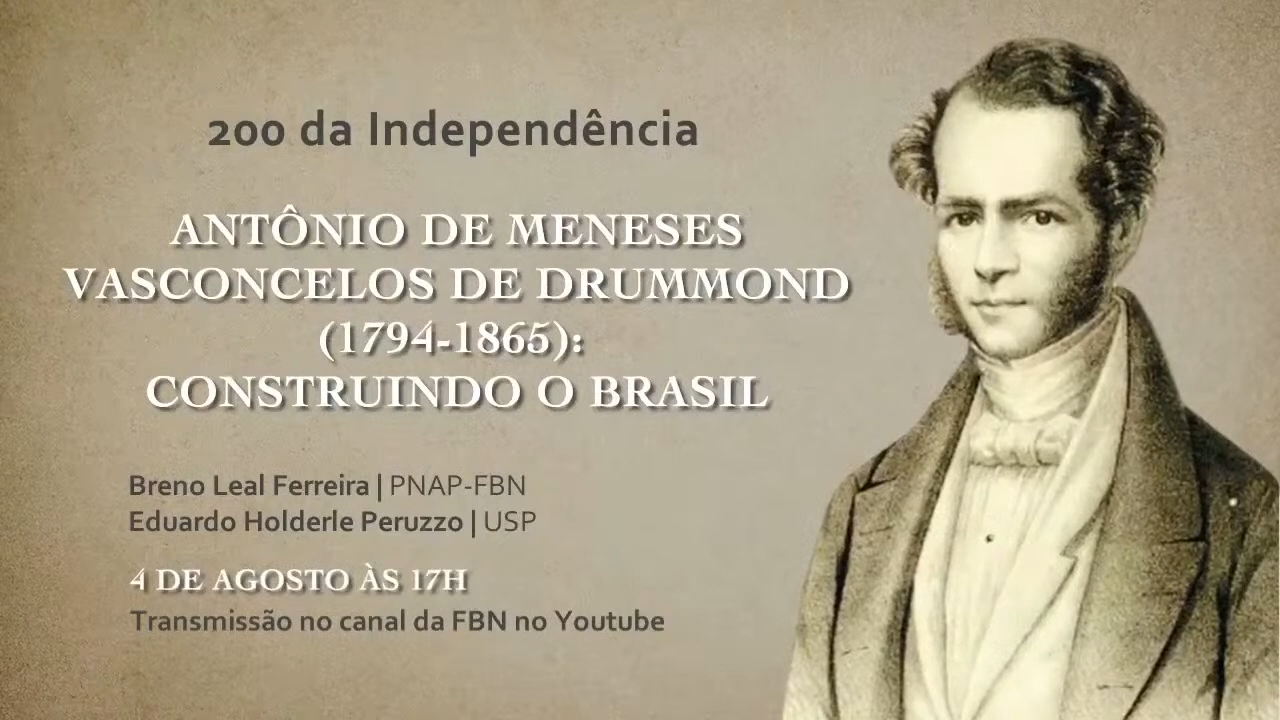 200 da Independência
ANTÔNIO DE MENESES
VASCONCELOS DE DRUMMOND
(1794-1865):
CONSTRUINDO O BRASIL
Breno Leal Ferreira | PNAP-FBN
Eduardo Holderle Peruzzo | USP
4 DE AGOSTO ÀS 17H
Transmissão no canal da FBN no Youtube